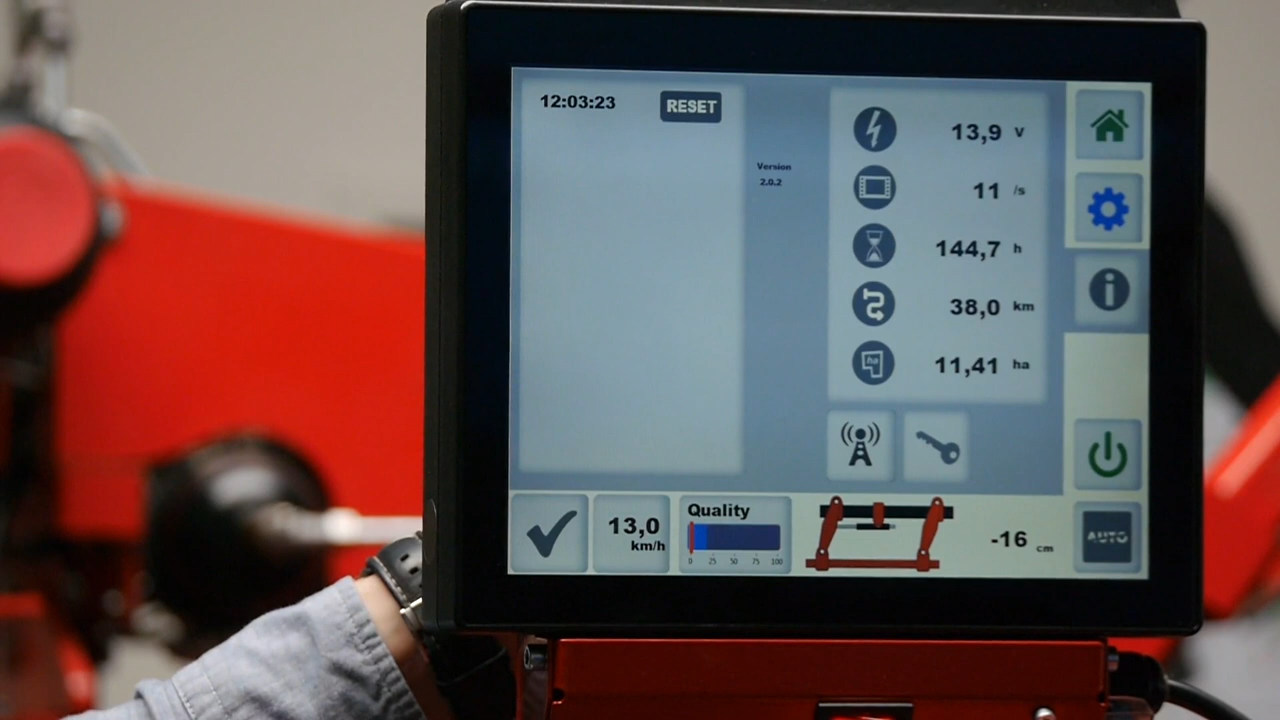 12:03:23
RESET
Version
2.0.2
13,9 V
11 /s
144,7 h
38,0 km
ha
11,41 ha
13,0
km/h
Quality
0 25 50 75 100
-16 cm
AUTO